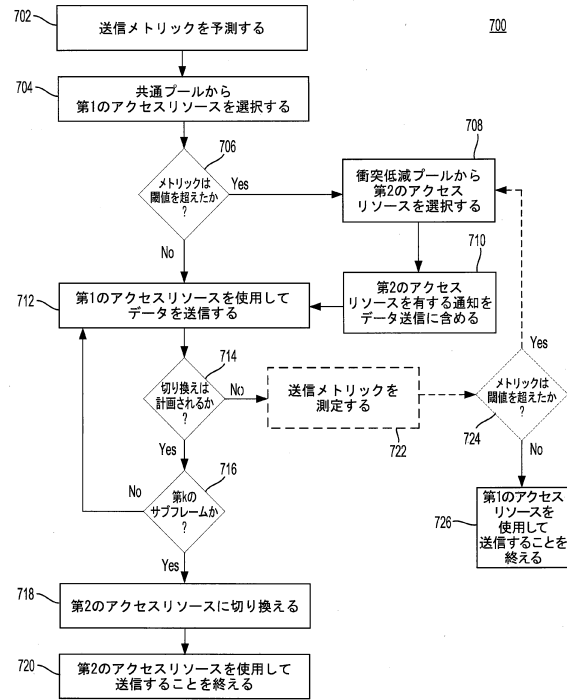 700
702
送信メトリックを予測する
704
共通プールから
第1のアクセスリソースを選択する
706
メトリックは
閾値を超えたか
?
Yes
No
708
衝突低減プールから
第2のアクセス
リソースを選択する
710
第2のアクセス
リソースを有する通知を
データ送信に含める
712
第1のアクセスリソースを使用して
データを送信する
714
切り換えは
計画されるか
?
No
Yes
送信メトリックを
測定する
722
メトリックは
閾値を超えたか
?
724
Yes
No
716
第kの
サブフレームか
?
No
Yes
726
第1のアクセス
リソースを
使用して
送信することを
終える
718
第2のアクセスリソースに切り換える
720
第2のアクセスリソースを使用して
送信することを終える